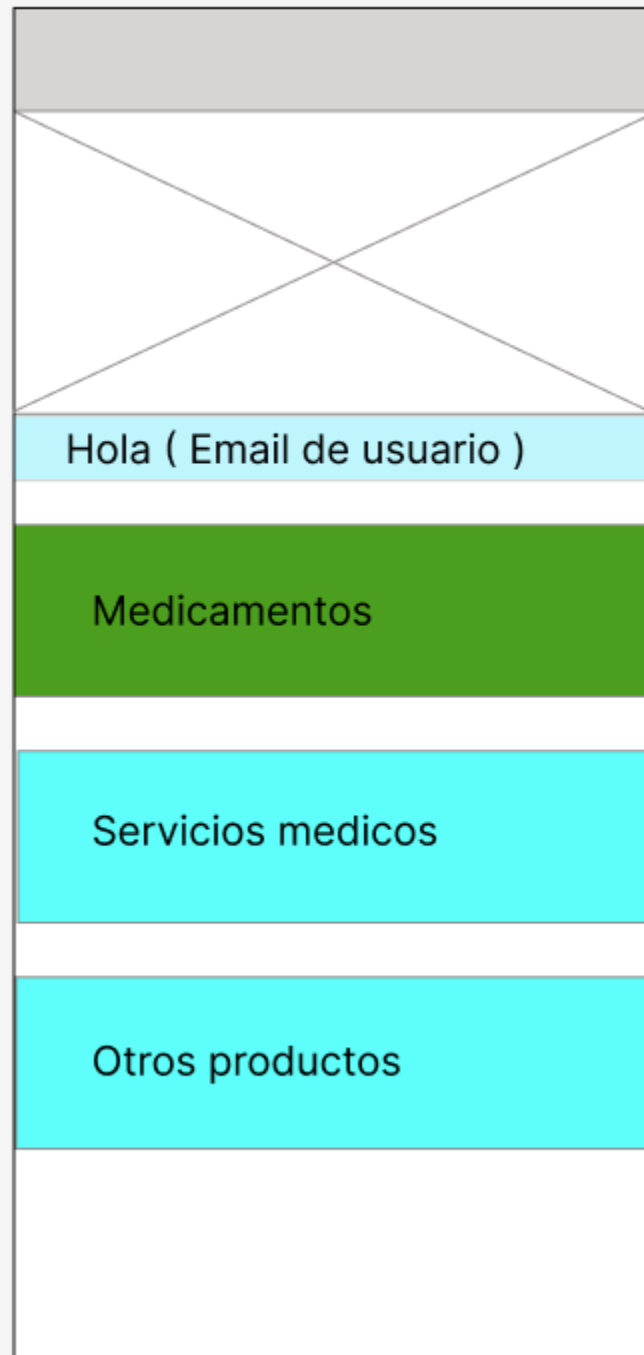 Hola ( Email de usuario )
Medicamentos
Servicios medicos
Otros productos